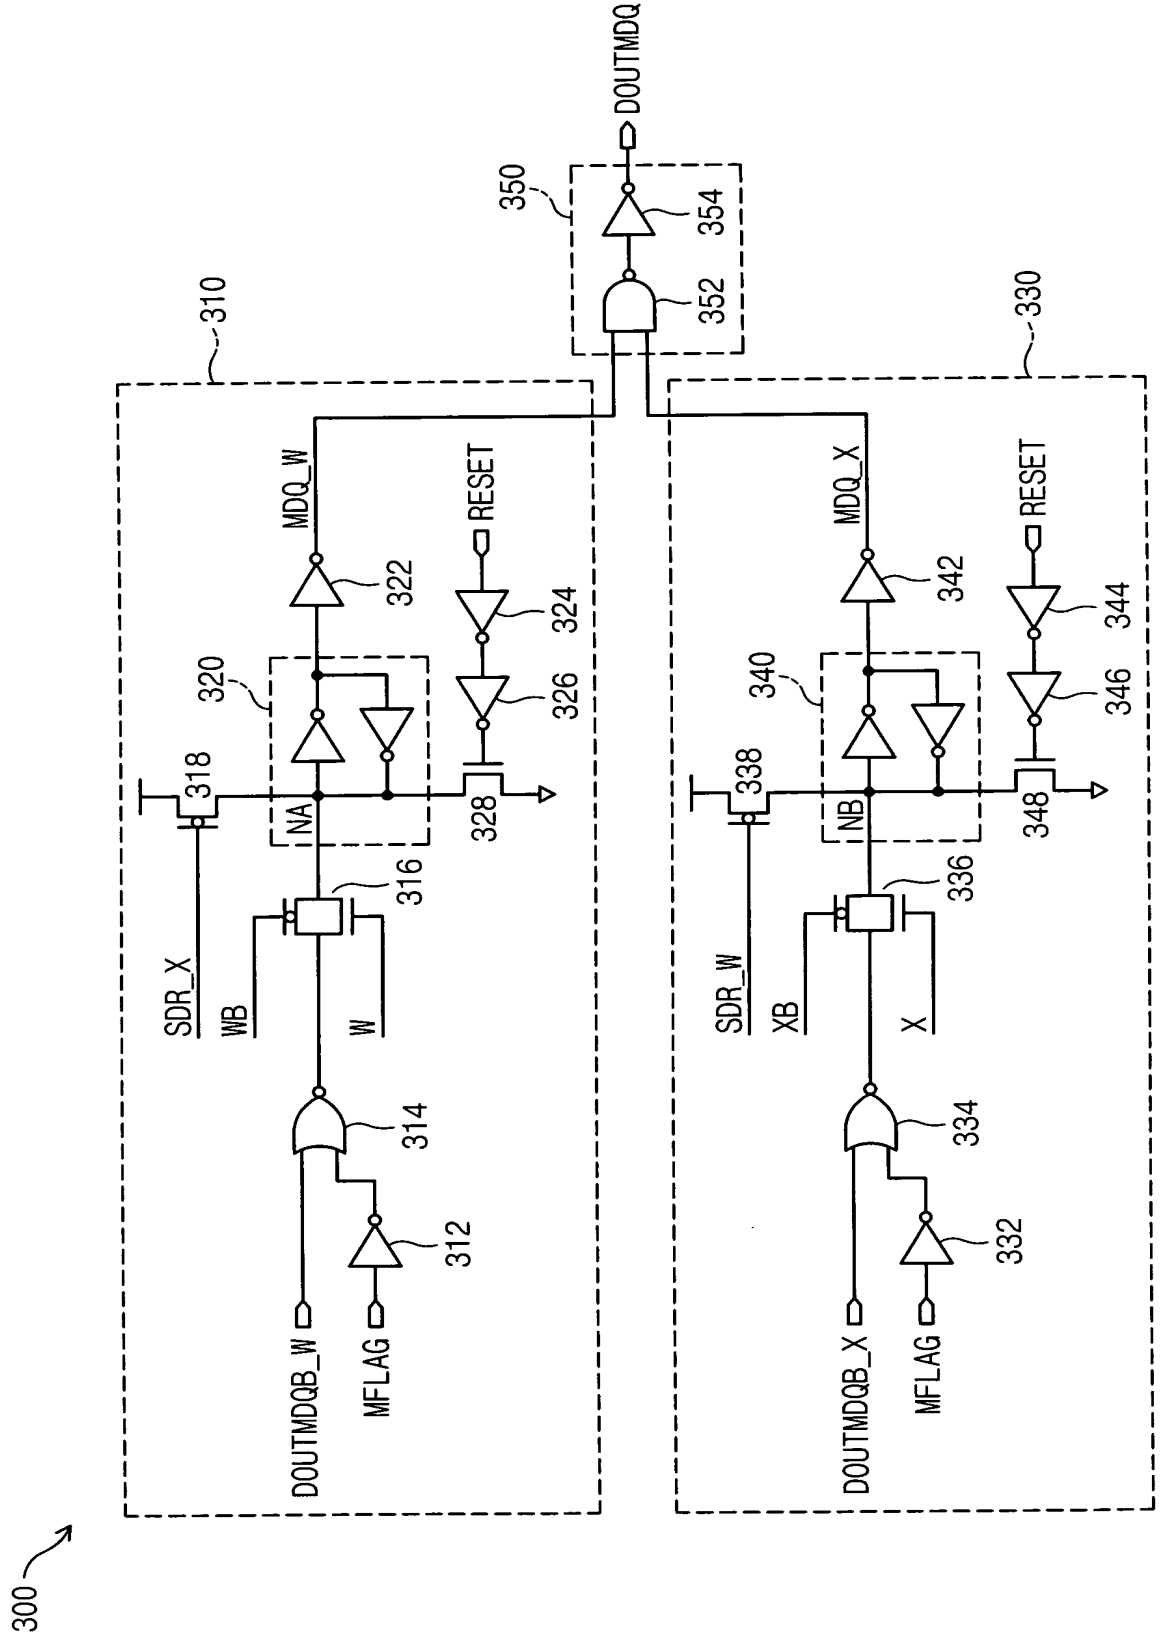 300
310
SDR_X
318
320
MDQ_W
WB
NA
322
W
316
324
RESET
326
328
DOUTMDQB_W
314
MFLAG
312
350
DOUTMDQ
354
352
330
SDR_W
338
340
MDQ_X
XB
NB
342
X
336
344
RESET
346
348
DOUTMDQB_X
334
MFLAG
332